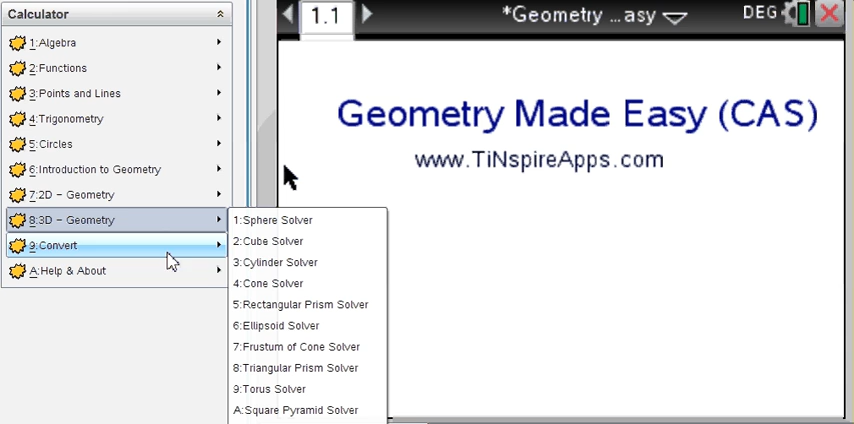 Calculator
1:Algebra
2:Functions
3:Points and Lines
4:Trigonometry
5:Circles
6:Introduction to Geometry
7:2D - Geometry
8:3D - Geometry
9:Convert
A:Help & About
1:Sphere Solver
2:Cube Solver
3:Cylinder Solver
4:Cone Solver
5:Rectangular Prism Solver
6:Ellipsoid Solver
7:Frustum of Cone Solver
8:Triangular Prism Solver
9:Torus Solver
A:Square Pyramid Solver
1.1
*Geometry ...asy
DEG
Geometry Made Easy (CAS)
www.TiNspireApps.com